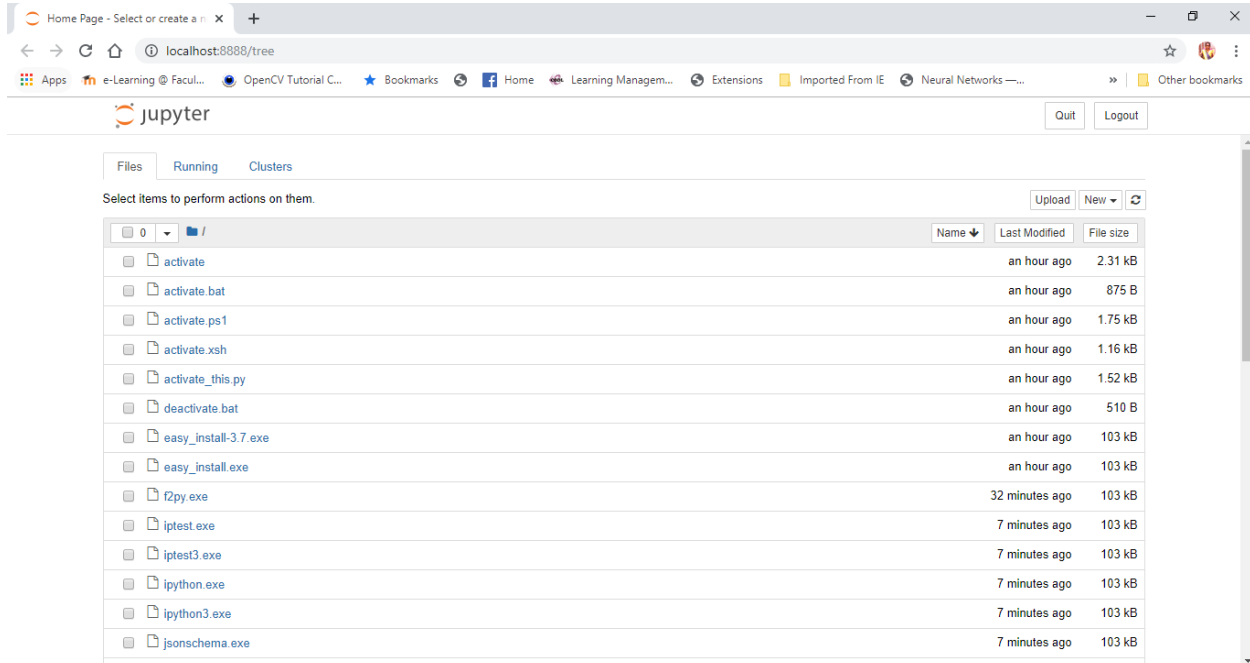 Home Page - Select or create a n
localhost:8888/tree
Apps e-Learning @ Facul... OpenCV Tutorial C... Bookmarks Home Learning Managem... Extensions Imported From IE Neural Networks —... » Other bookmarks
jupyter Quit Logout
Files Running Clusters
Select items to perform actions on them. Upload New
0 / Name Last Modified File size
activate an hour ago 2.31 kB
activate.bat an hour ago 875 B
activate.ps1 an hour ago 1.75 kB
activate.xsh an hour ago 1.16 kB
activate_this.py an hour ago 1.52 kB
deactivate.bat an hour ago 510 B
easy_install-3.7.exe an hour ago 103 kB
easy_install.exe an hour ago 103 kB
f2py.exe 32 minutes ago 103 kB
iptest.exe 7 minutes ago 103 kB
iptest3.exe 7 minutes ago 103 kB
ipython.exe 7 minutes ago 103 kB
ipython3.exe 7 minutes ago 103 kB
jsonschema.exe 7 minutes ago 103 kB